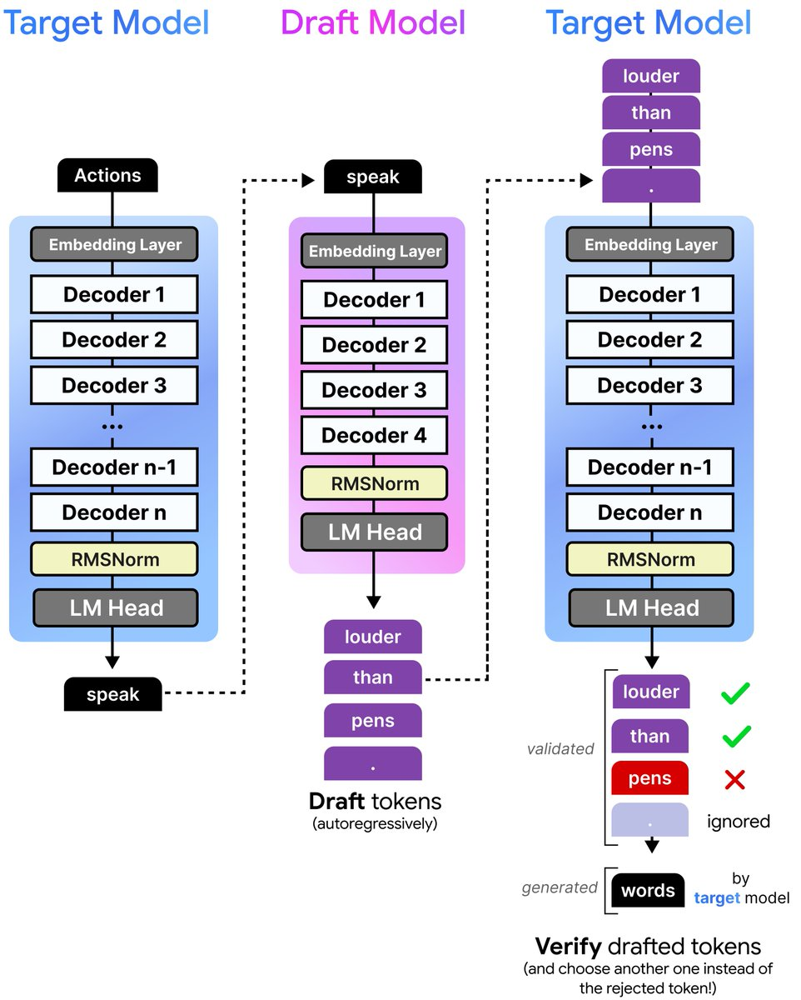 Target Model
Actions
Embedding Layer
Decoder 1
Decoder 2
Decoder 3
...
Decoder n-1
Decoder n
RMSNorm
LM Head
speak
Draft Model
speak
Embedding Layer
Decoder 1
Decoder 2
Decoder 3
Decoder 4
RMSNorm
LM Head
louder
than
pens
.
Draft tokens
(autoregressively)
Target Model
louder
than
pens
.
Embedding Layer
Decoder 1
Decoder 2
Decoder 3
...
Decoder n-1
Decoder n
RMSNorm
LM Head
validated
louder
than
pens
.
ignored
generated
words
by
target model
Verify drafted tokens
(and choose another one instead of
the rejected token!)